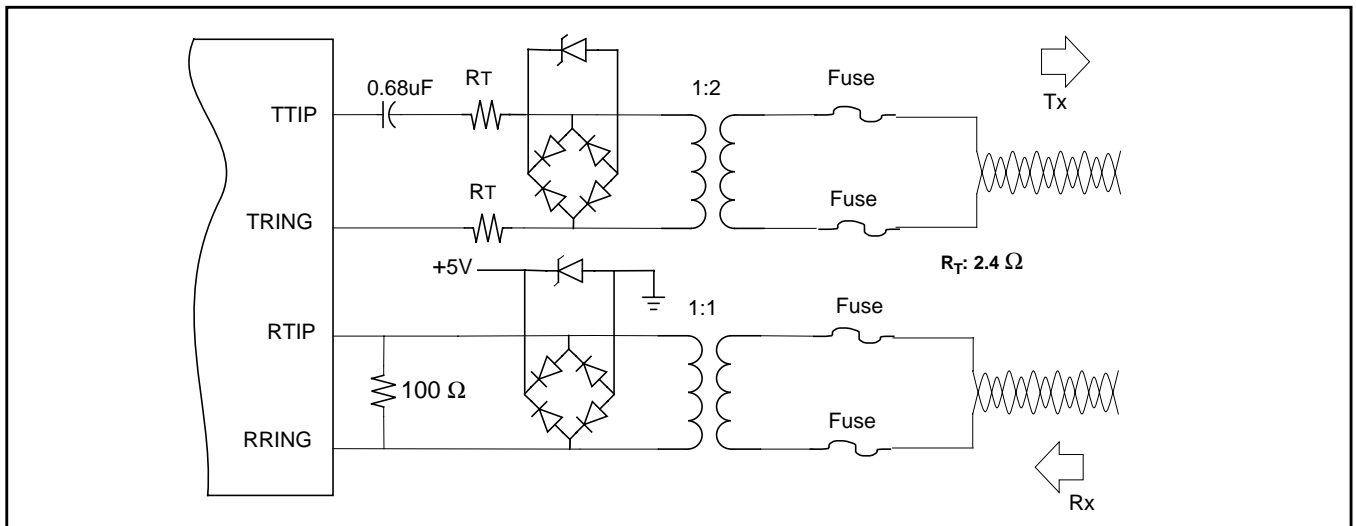 TTIP
0.68uF
RT
1:2
Fuse
Tx
TRING
RT
Fuse
RT: 2.4 Ω
+5V
1:1
Fuse
RTIP
100 Ω
RRING
Fuse
Rx